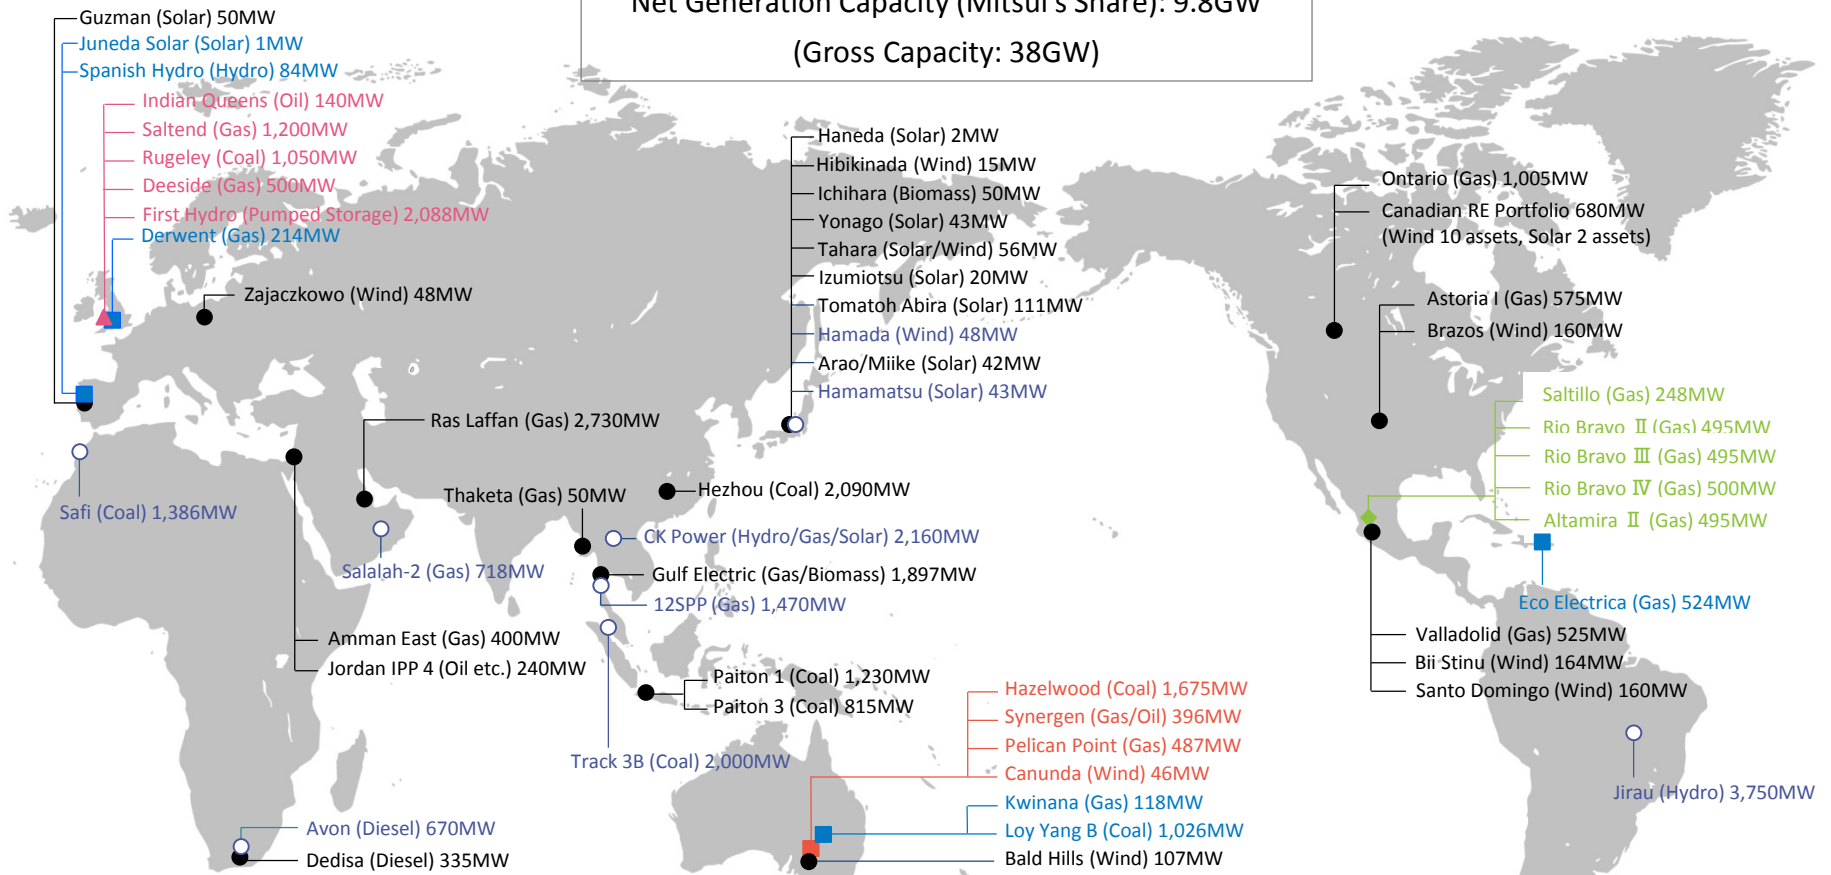 Net Generation Capacity (Mitsui's Share): 9.8GW
(Gross Capacity: 38GW)
Guzman (Solar) 50MW
Juneda Solar (Solar) 1MW
Spanish Hydro (Hydro) 84MW
Indian Queens (Oil) 140MW
Saltend (Gas) 1,200MW
Rugeley (Coal) 1,050MW
Deeside (Gas) 500MW
First Hydro (Pumped Storage) 2,088MW
Derwent (Gas) 214MW
Zajaczkowo (Wind) 48MW
Haneda (Solar) 2MW
Hibikinada (Wind) 15MW
Ichihara (Biomass) 50MW
Yonago (Solar) 43MW
Tahara (Solar/Wind) 56MW
Izumiotsu (Solar) 20MW
Tomatoh Abira (Solar) 111MW
Hamada (Wind) 48MW
Arao/Miike (Solar) 42MW
Hamamatsu (Solar) 43MW
Ontario (Gas) 1,005MW
Canadian RE Portfolio 680MW
(Wind 10 assets, Solar 2 assets)
Astoria I (Gas) 575MW
Brazos (Wind) 160MW
Saltillo (Gas) 248MW
Rio Bravo Ⅱ (Gas) 495MW
Rio Bravo Ⅲ (Gas) 495MW
Rio Bravo Ⅳ (Gas) 500MW
Altamira Ⅱ (Gas) 495MW
Ras Laffan (Gas) 2,730MW
Safi (Coal) 1,386MW
Salalah-2 (Gas) 718MW
Thaketa (Gas) 50MW
Hezhou (Coal) 2,090MW
CK Power (Hydro/Gas/Solar) 2,160MW
Gulf Electric (Gas/Biomass) 1,897MW
12SPP (Gas) 1,470MW
Eco Electrica (Gas) 524MW
Amman East (Gas) 400MW
Jordan IPP 4 (Oil etc.) 240MW
Valladolid (Gas) 525MW
Bii Stinu (Wind) 164MW
Santo Domingo (Wind) 160MW
Paiton 1 (Coal) 1,230MW
Paiton 3 (Coal) 815MW
Track 3B (Coal) 2,000MW
Hazelwood (Coal) 1,675MW
Synergen (Gas/Oil) 396MW
Pelican Point (Gas) 487MW
Canunda (Wind) 46MW
Kwinana (Gas) 118MW
Loy Yang B (Coal) 1,026MW
Bald Hills (Wind) 107MW
Jirau (Hydro) 3,750MW
Avon (Diesel) 670MW
Dedisa (Diesel) 335MW